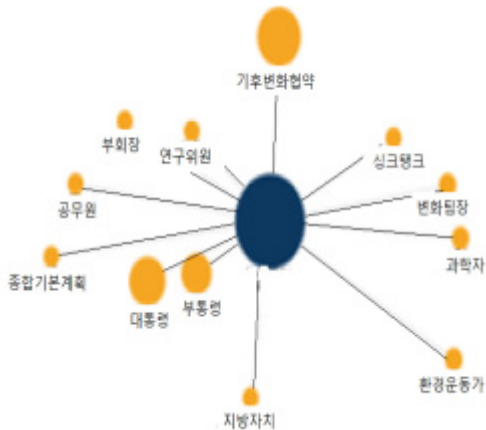 기후변화협약
부회장
연구위원
싱크탱크
공무원
변화팀장
과학자
종합기본계획
대통령
부통령
환경운동가
지방자치